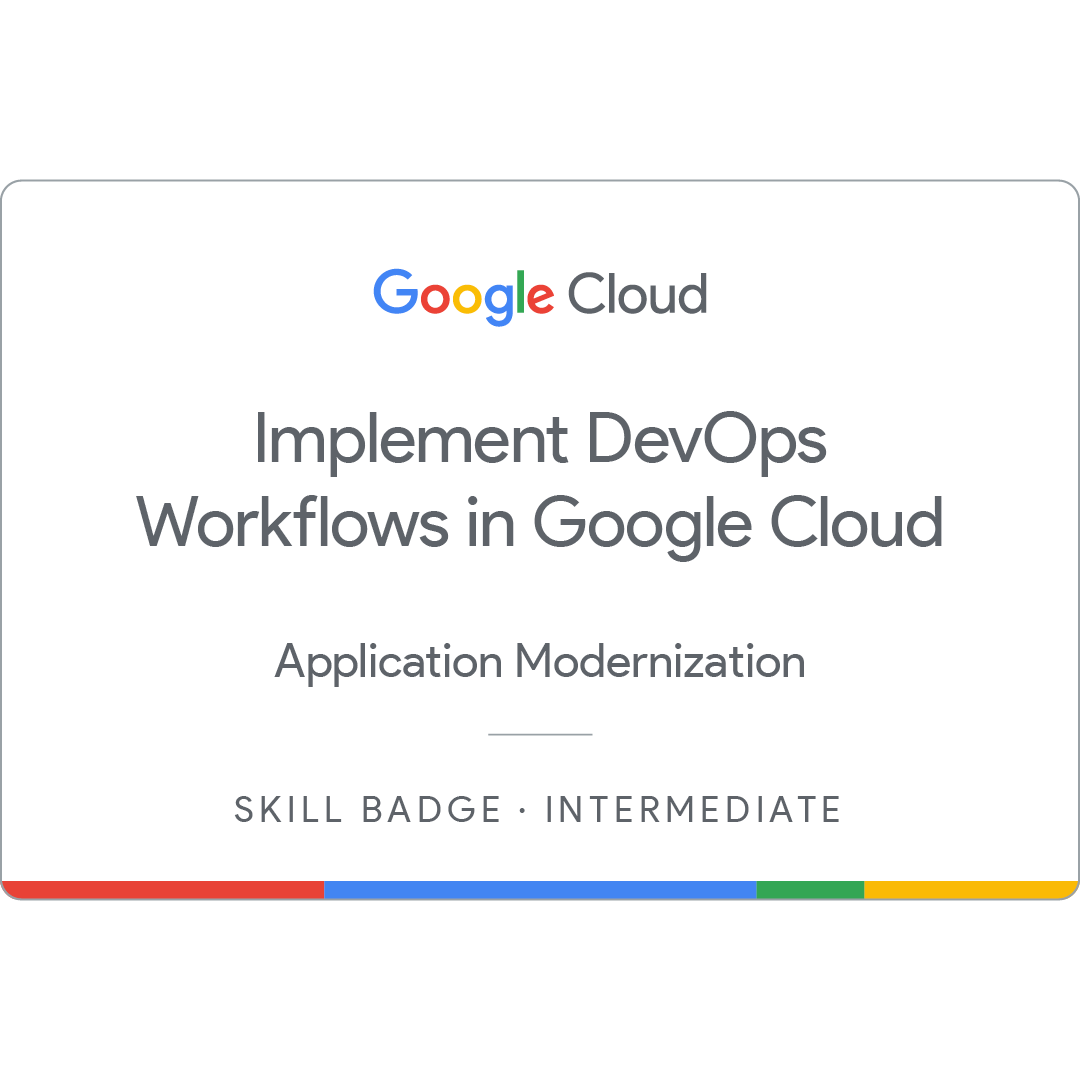 Google Cloud
Implement DevOps
Workflows in Google Cloud
Application Modernization
SKILL BADGE · INTERMEDIATE